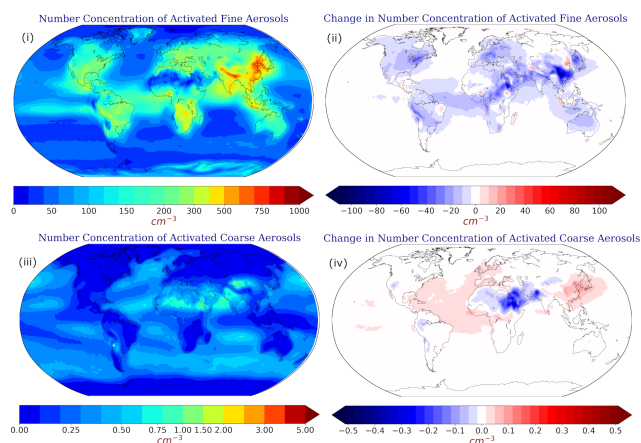 Number Concentration of Activated Fine Aerosols
(i)
0 50 100 150 200 300 500 750 1000
cm⁻³
Change in Number Concentration of Activated Fine Aerosols
(ii)
−100 −80 −60 −40 −20 0 20 40 60 80 100
cm⁻³
Number Concentration of Activated Coarse Aerosols
(iii)
0.00 0.25 0.50 0.75 1.00 1.50 2.00 3.00 5.00
cm⁻³
Change in Number Concentration of Activated Coarse Aerosols
(iv)
−0.5 −0.4 −0.3 −0.2 −0.1 0.0 0.1 0.2 0.3 0.4 0.5
cm⁻³